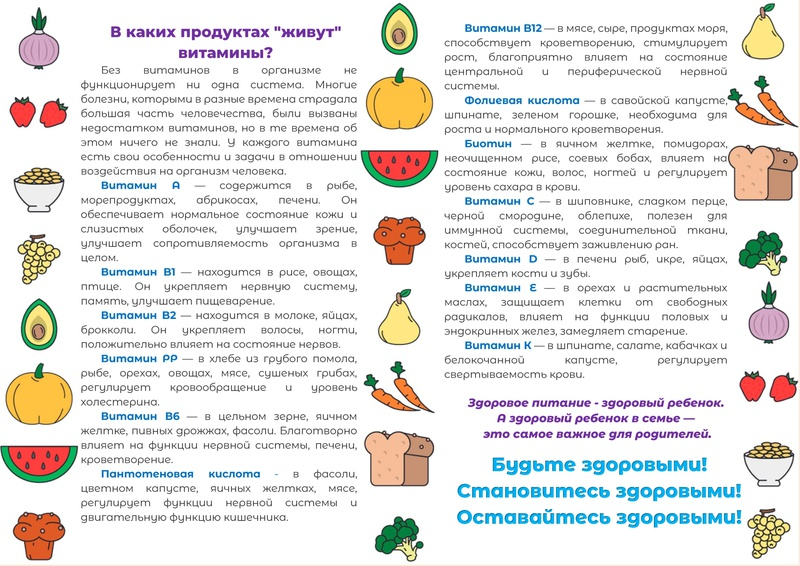 В каких продуктах "живут"
витамины?
Без витаминов в организме не
функционирует ни одна система. Многие
болезни, которыми в разные времена страдала
большая часть человечества, были вызваны
недостатком витаминов, но в те времена об
этом ничего не знали. У каждого витамина
есть свои особенности и задачи в отношении
воздействия на организм человека.
Витамин А — содержится в рыбе,
морепродуктах, абрикосах, печени. Он
обеспечивает нормальное состояние кожи и
слизистых оболочек, улучшает зрение,
улучшает сопротивляемость организма в
целом.
Витамин В1 — находится в рисе, овощах,
птице. Он укрепляет нервную систему,
память, улучшает пищеварение.
Витамин В2 — находится в молоке, яйцах,
брокколи. Он укрепляет волосы, ногти,
положительно влияет на состояние нервов.
Витамин РР — в хлебе из грубого помола,
рыбе, орехах, овощах, мясе, сушеных грибах,
регулирует кровообращение и уровень
холестерина.
Витамин В6 — в цельном зерне, яичном
желтке, пивных дрожжах, фасоли. Благотворно
влияет на функции нервной системы, печени,
кроветворение.
Пантотеновая кислота - в фасоли,
цветном капусте, яичных желтках, мясе,
регулирует функции нервной системы и
двигательную функцию кишечника.
Витамин В12 — в мясе, сыре, продуктах моря,
способствует кроветворению, стимулирует
рост, благоприятно влияет на состояние
центральной и периферической нервной
системы.
Фолиевая кислота — в савойской капусте,
шпинате, зеленом горошке, необходима для
роста и нормального кроветворения.
Биотин — в яичном желтке, помидорах,
неочищенном рисе, соевых бобах, влияет на
состояние кожи, волос, ногтей и регулирует
уровень сахара в крови.
Витамин С — в шиповнике, сладком перце,
черной смородине, облепихе, полезен для
иммунной системы, соединительной ткани,
костей, способствует заживлению ран.
Витамин D — в печени рыб, икре, яйцах,
укрепляет кости и зубы.
Витамин Е — в орехах и растительных
маслах, защищает клетки от свободных
радикалов, влияет на функции половых и
эндокринных желез, замедляет старение.
Витамин К — в шпинате, салате, кабачках и
белокочанной капусте, регулирует
свертываемость крови.
Здоровое питание - здоровый ребенок.
А здоровый ребенок в семье —
это самое важное для родителей.
Будьте здоровыми!
Становитесь здоровыми!
Оставайтесь здоровыми!